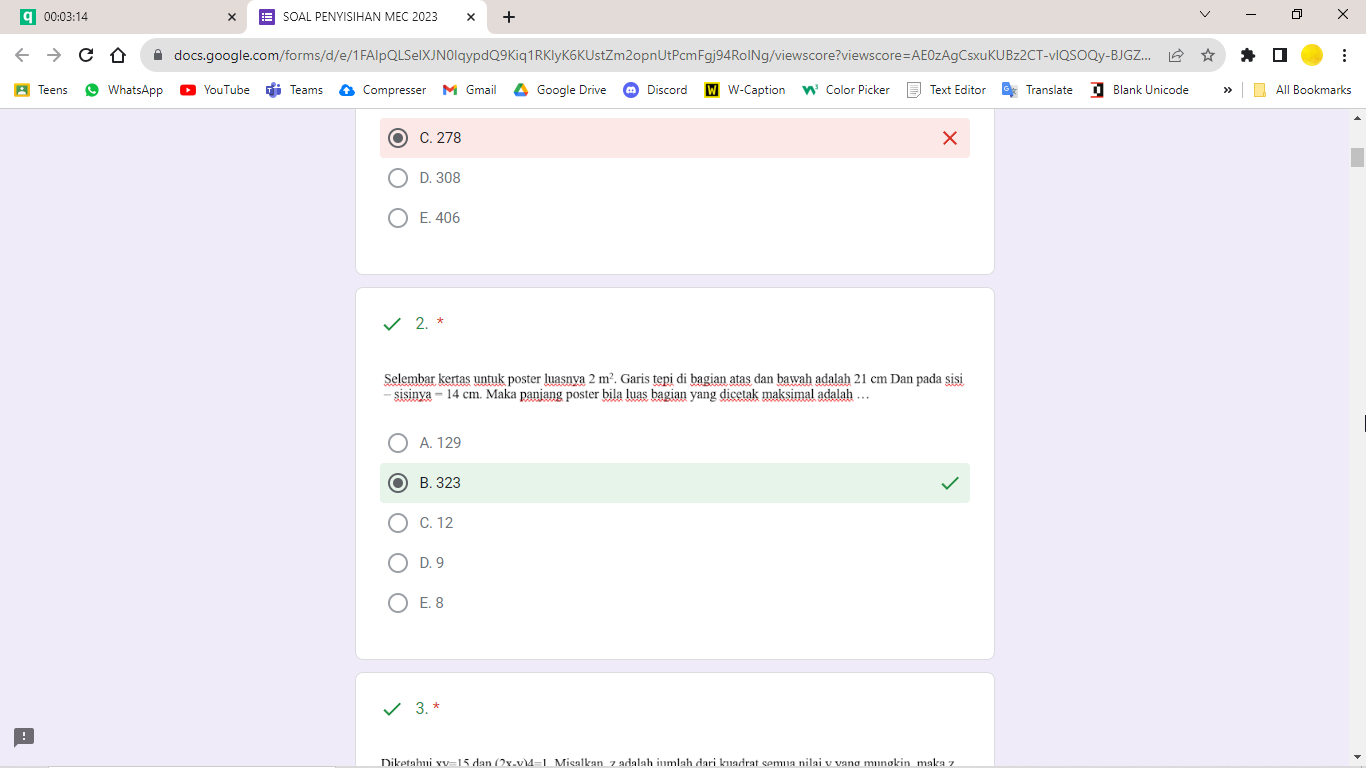 00:03:14
SOAL PENYISIHAN MEC 2023
docs.google.com/forms/d/e/1FAIpQLSelXJN0lqypdQ9Kiq1RKlyK6KUstZm2opnUtPcmFgj94RolNg/viewscore?viewscore=AE0zAgCsxuKUBz2CT-vlQSOQy-BJGZ...
Teens WhatsApp YouTube Teams Compresser Gmail Google Drive Discord W-Caption Color Picker Text Editor Translate Blank Unicode » All Bookmarks
C. 278
D. 308
E. 406
2. *
Selembar kertas untuk poster luasnya 2 m². Garis tepi di bagian atas dan bawah adalah 21 cm Dan pada sisi
– sisinya = 14 cm. Maka panjang poster bila luas bagian yang dicetak maksimal adalah …
A. 129
B. 323
C. 12
D. 9
E. 8
3. *
Diketahui xy=15 dan (2x-y)4=1. Misalkan, z adalah jumlah dari kuadrat semua nilai y yang mungkin, maka z